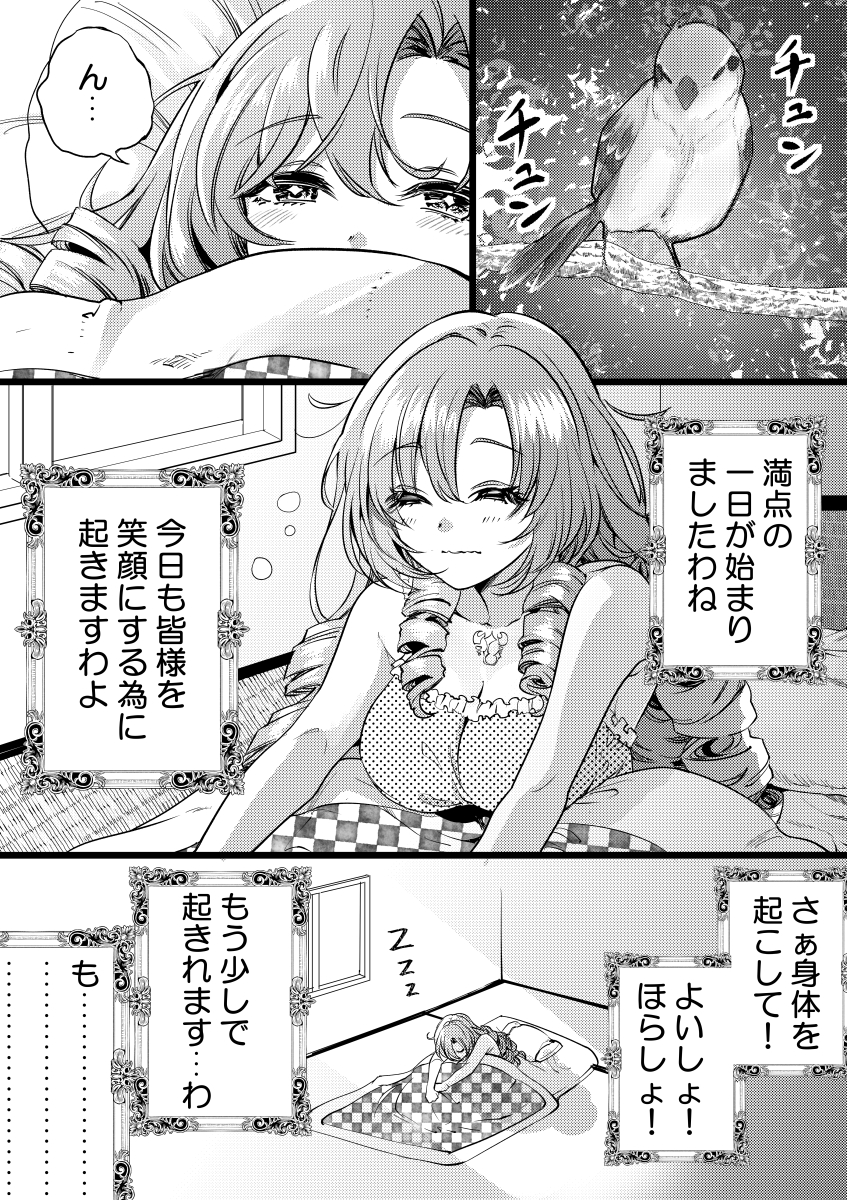 チュン
チュン
ん…
満点の
一日が始まり
ましたわね
今日も皆様を
笑顔にする為に
起きますわよ
さぁ身体を
起こして！
よいしょ！
ほらしょ！
もう少しで
起きれます…わ
zzz
も………
…………
…………